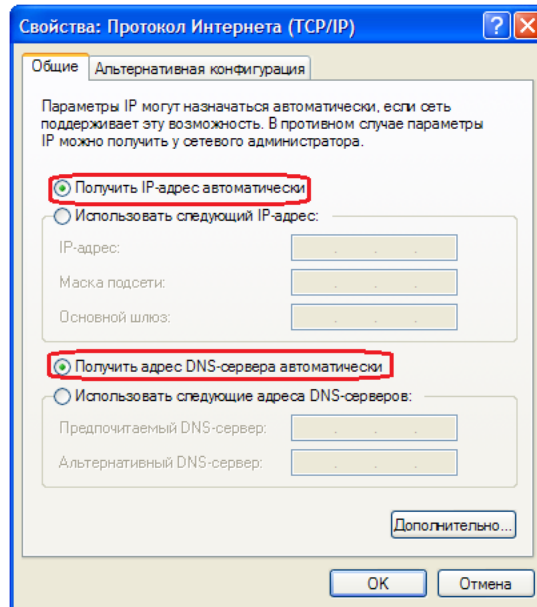 Свойства: Протокол Интернета (TCP/IP)
Общие
Альтернативная конфигурация
Параметры IP могут назначаться автоматически, если сеть
поддерживает эту возможность. В противном случае параметры
IP можно получить у сетевого администратора.
Получить IP-адрес автоматически
Использовать следующий IP-адрес:
IP-адрес:
Маска подсети:
Основной шлюз:
Получить адрес DNS-сервера автоматически
Использовать следующие адреса DNS-серверов:
Предпочитаемый DNS-сервер:
Альтернативный DNS-сервер:
Дополнительно...
OK
Отмена